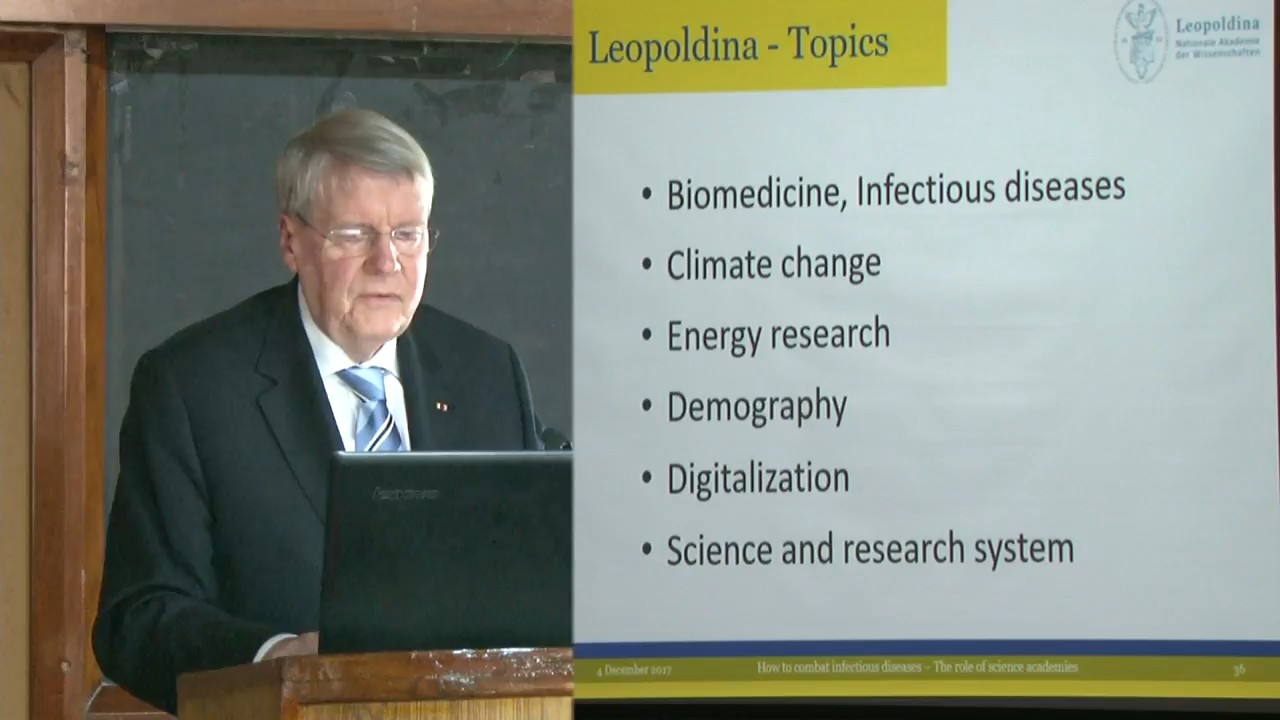 Leopoldina - Topics
Leopoldina
Nationale Akademie
der Wissenschaften
• Biomedicine, Infectious diseases
• Climate change
• Energy research
• Demography
• Digitalization
• Science and research system
4 December 2017
How to combat infectious diseases – The role of science academies
36